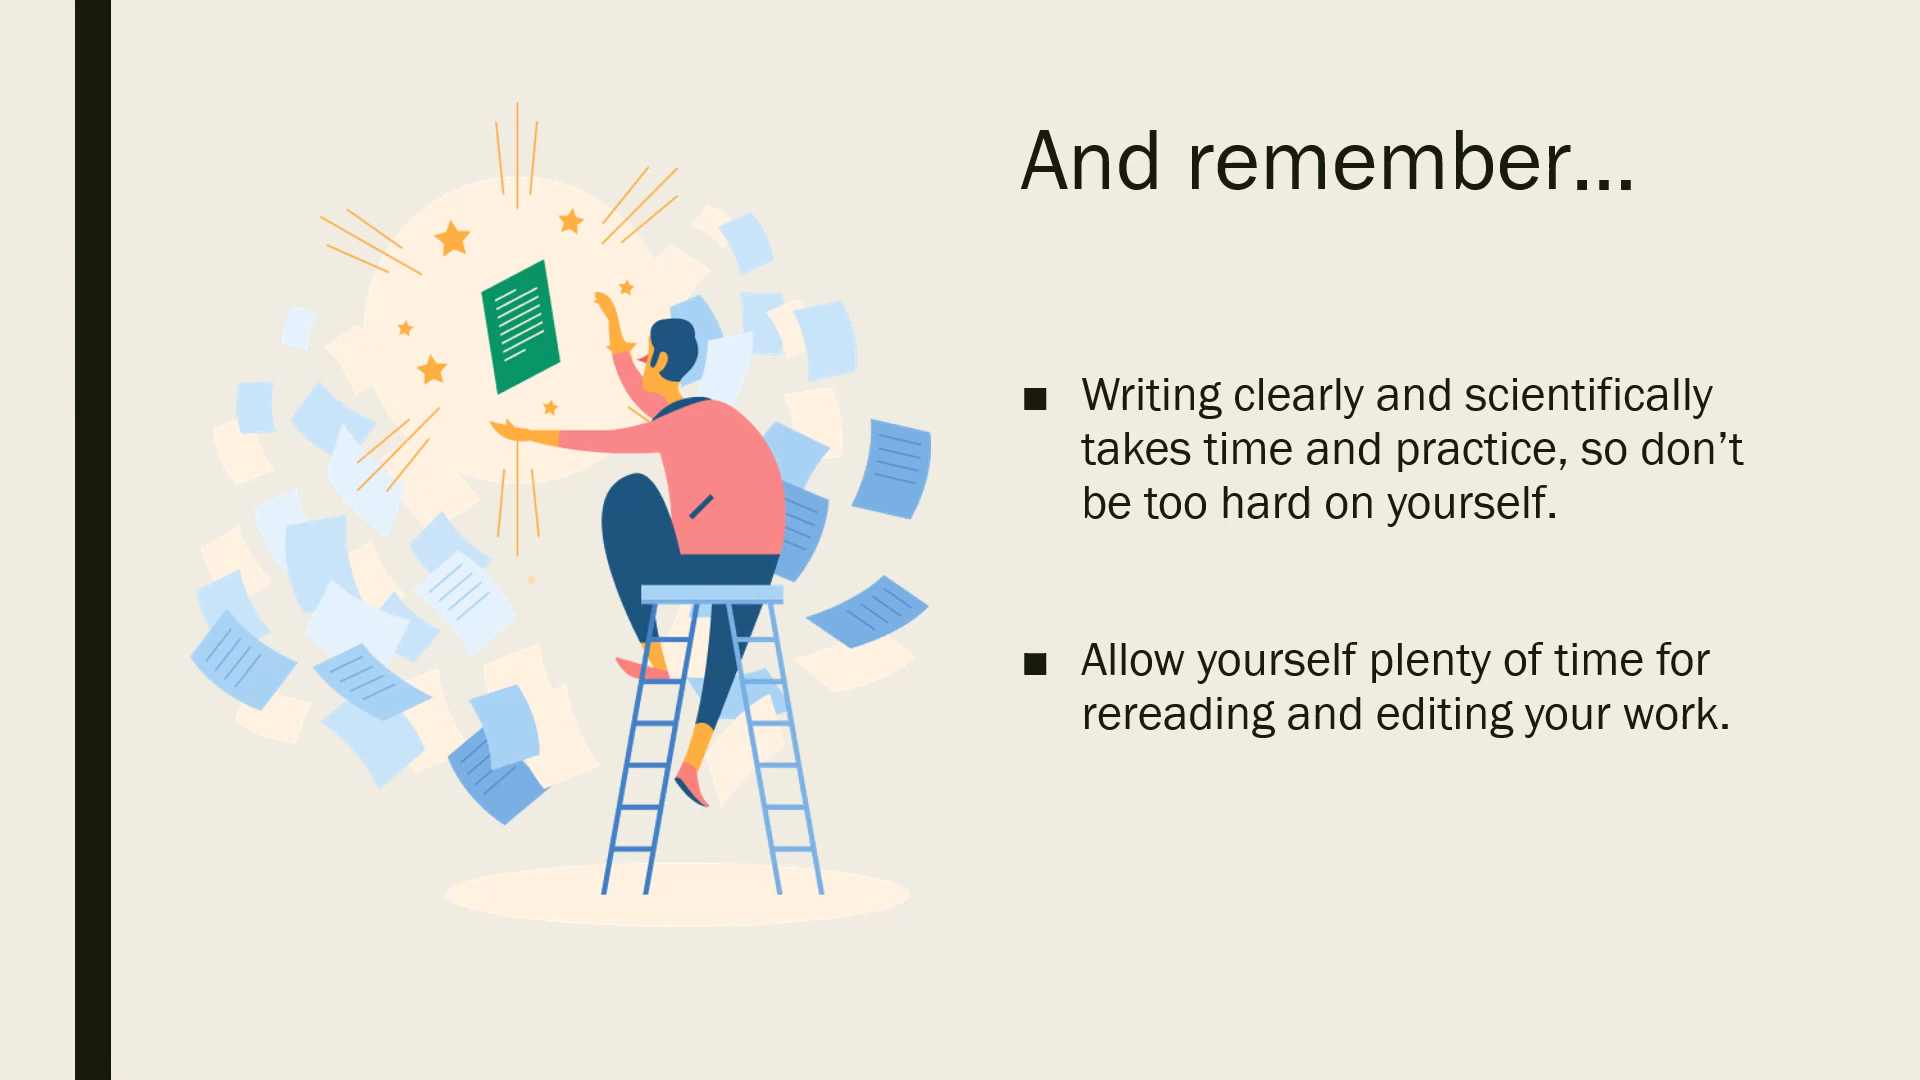 And remember...
▪ Writing clearly and scientifically
takes time and practice, so don’t
be too hard on yourself.
▪ Allow yourself plenty of time for
rereading and editing your work.